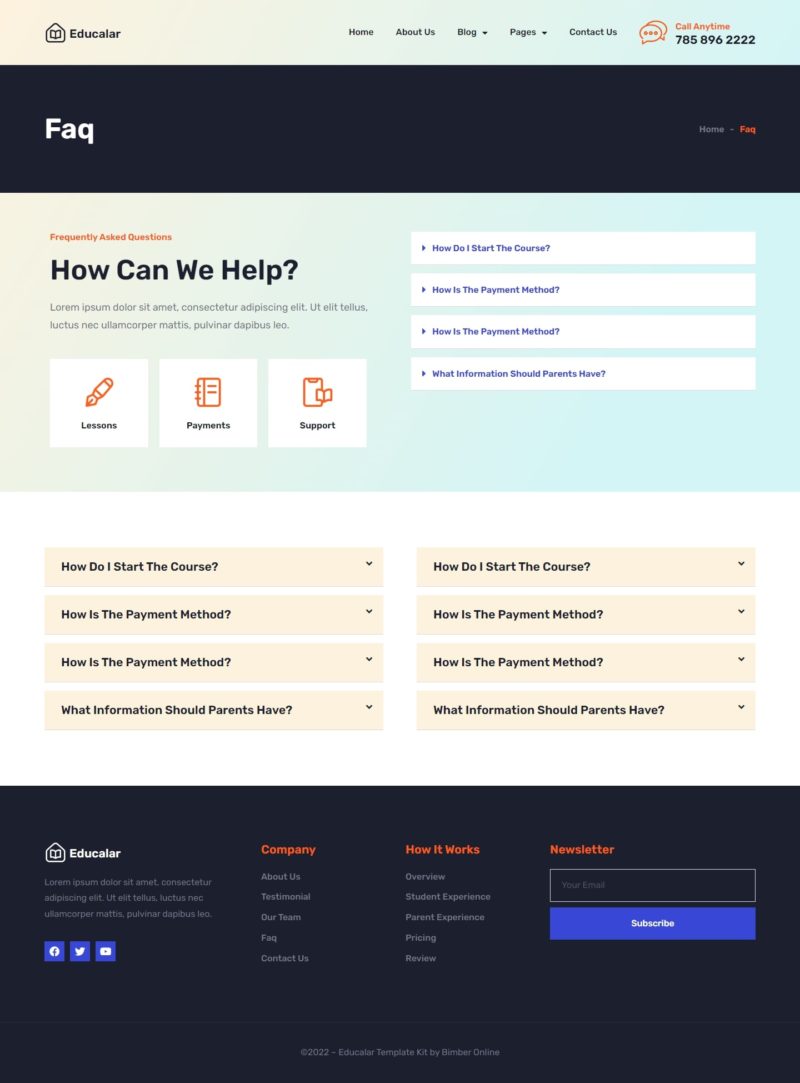 Educalar
Home
About Us
Blog
Pages
Contact Us
Call Anytime
785 896 2222
Faq
Home - Faq
Frequently Asked Questions
How Can We Help?
Lorem ipsum dolor sit amet, consectetur adipiscing elit. Ut elit tellus,
luctus nec ullamcorper mattis, pulvinar dapibus leo.
Lessons
Payments
Support
How Do I Start The Course?
How Is The Payment Method?
How Is The Payment Method?
What Information Should Parents Have?
How Do I Start The Course?
How Is The Payment Method?
How Is The Payment Method?
What Information Should Parents Have?
How Do I Start The Course?
How Is The Payment Method?
How Is The Payment Method?
What Information Should Parents Have?
Educalar
Lorem ipsum dolor sit amet, consectetur
adipiscing elit. Ut elit tellus, luctus nec
ullamcorper mattis, pulvinar dapibus leo.
Company
About Us
Testimonial
Our Team
Faq
Contact Us
How It Works
Overview
Student Experience
Parent Experience
Pricing
Review
Newsletter
Your Email
Subscribe
©2022 – Educalar Template Kit by Bimber Online